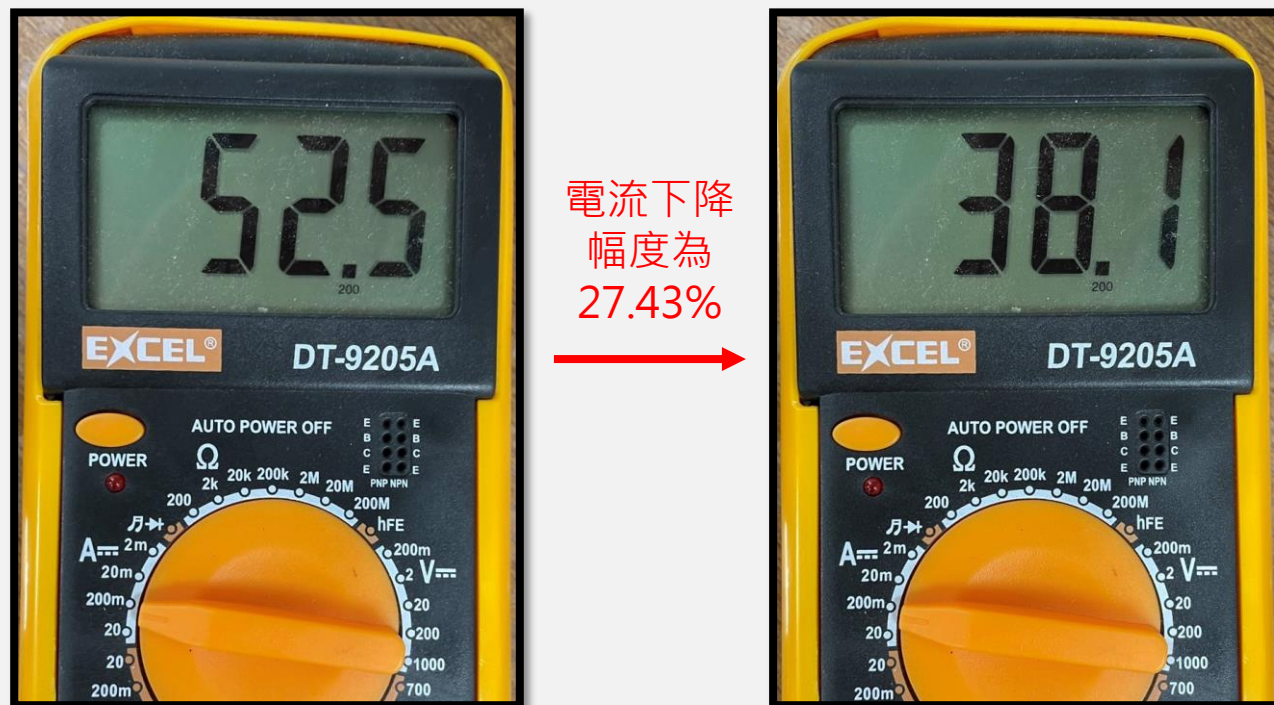 52.5
200
EXCEL®
DT-9205A
AUTO POWER OFF
POWER
E E
B B
C C
E E
PNP NPN
Ω
200
2k
20k
200k
2M
20M
200M
hFE
A
2m
20m
200m
20
20
200m
200m
2
V
20
200
1000
700
電流下降
幅度為
27.43%
38.1
200
EXCEL®
DT-9205A
AUTO POWER OFF
POWER
E E
B B
C C
E E
PNP NPN
Ω
200
2k
20k
200k
2M
20M
200M
hFE
A
2m
20m
200m
20
20
200m
200m
2
V
20
200
1000
700